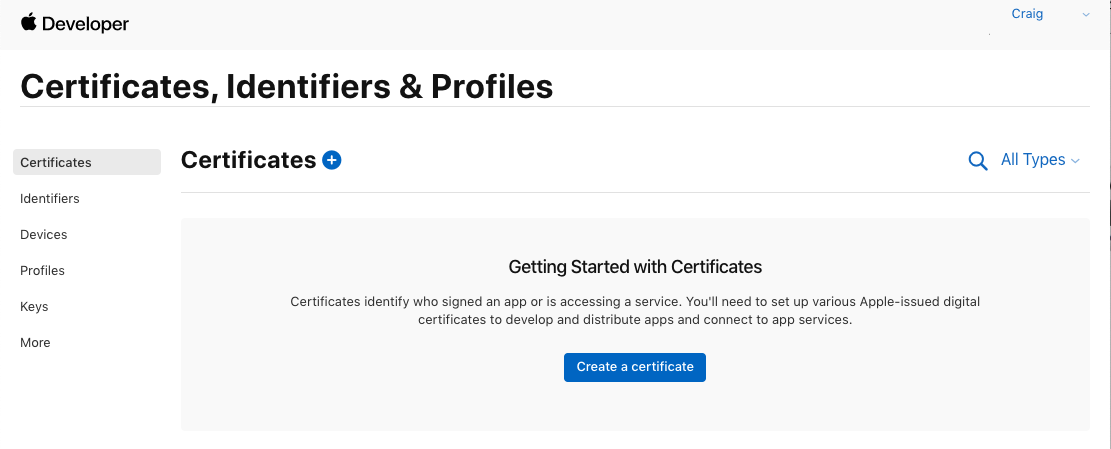 Developer
Craig
Certificates, Identifiers & Profiles
Certificates
Identifiers
Devices
Profiles
Keys
More
Certificates
All Types
Getting Started with Certificates
Certificates identify who signed an app or is accessing a service. You'll need to set up various Apple-issued digital
certificates to develop and distribute apps and connect to app services.
Create a certificate